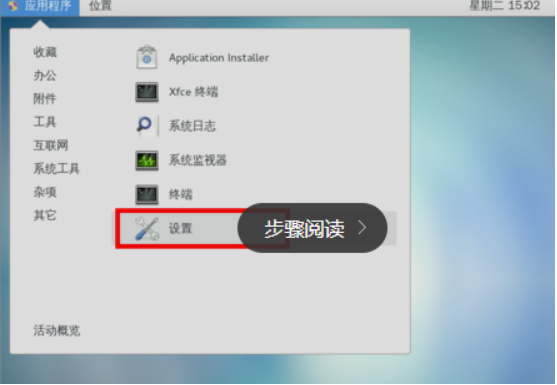 应用程序 位置 星期二 15:02
收藏
办公
附件
工具
互联网
系统工具
杂项
其它
活动概览
Application Installer
Xfce 终端
系统日志
系统监视器
终端
设置
步骤阅读